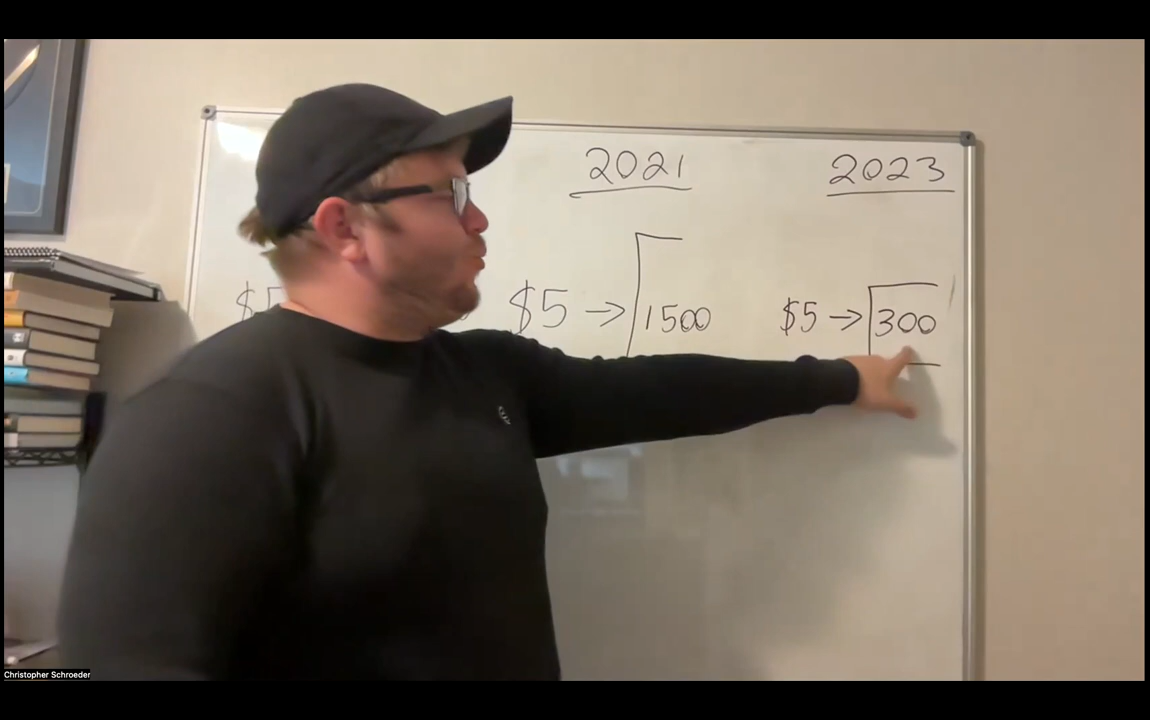 2021 2023
$5 → 1500 $5 → 300
Christopher Schroeder